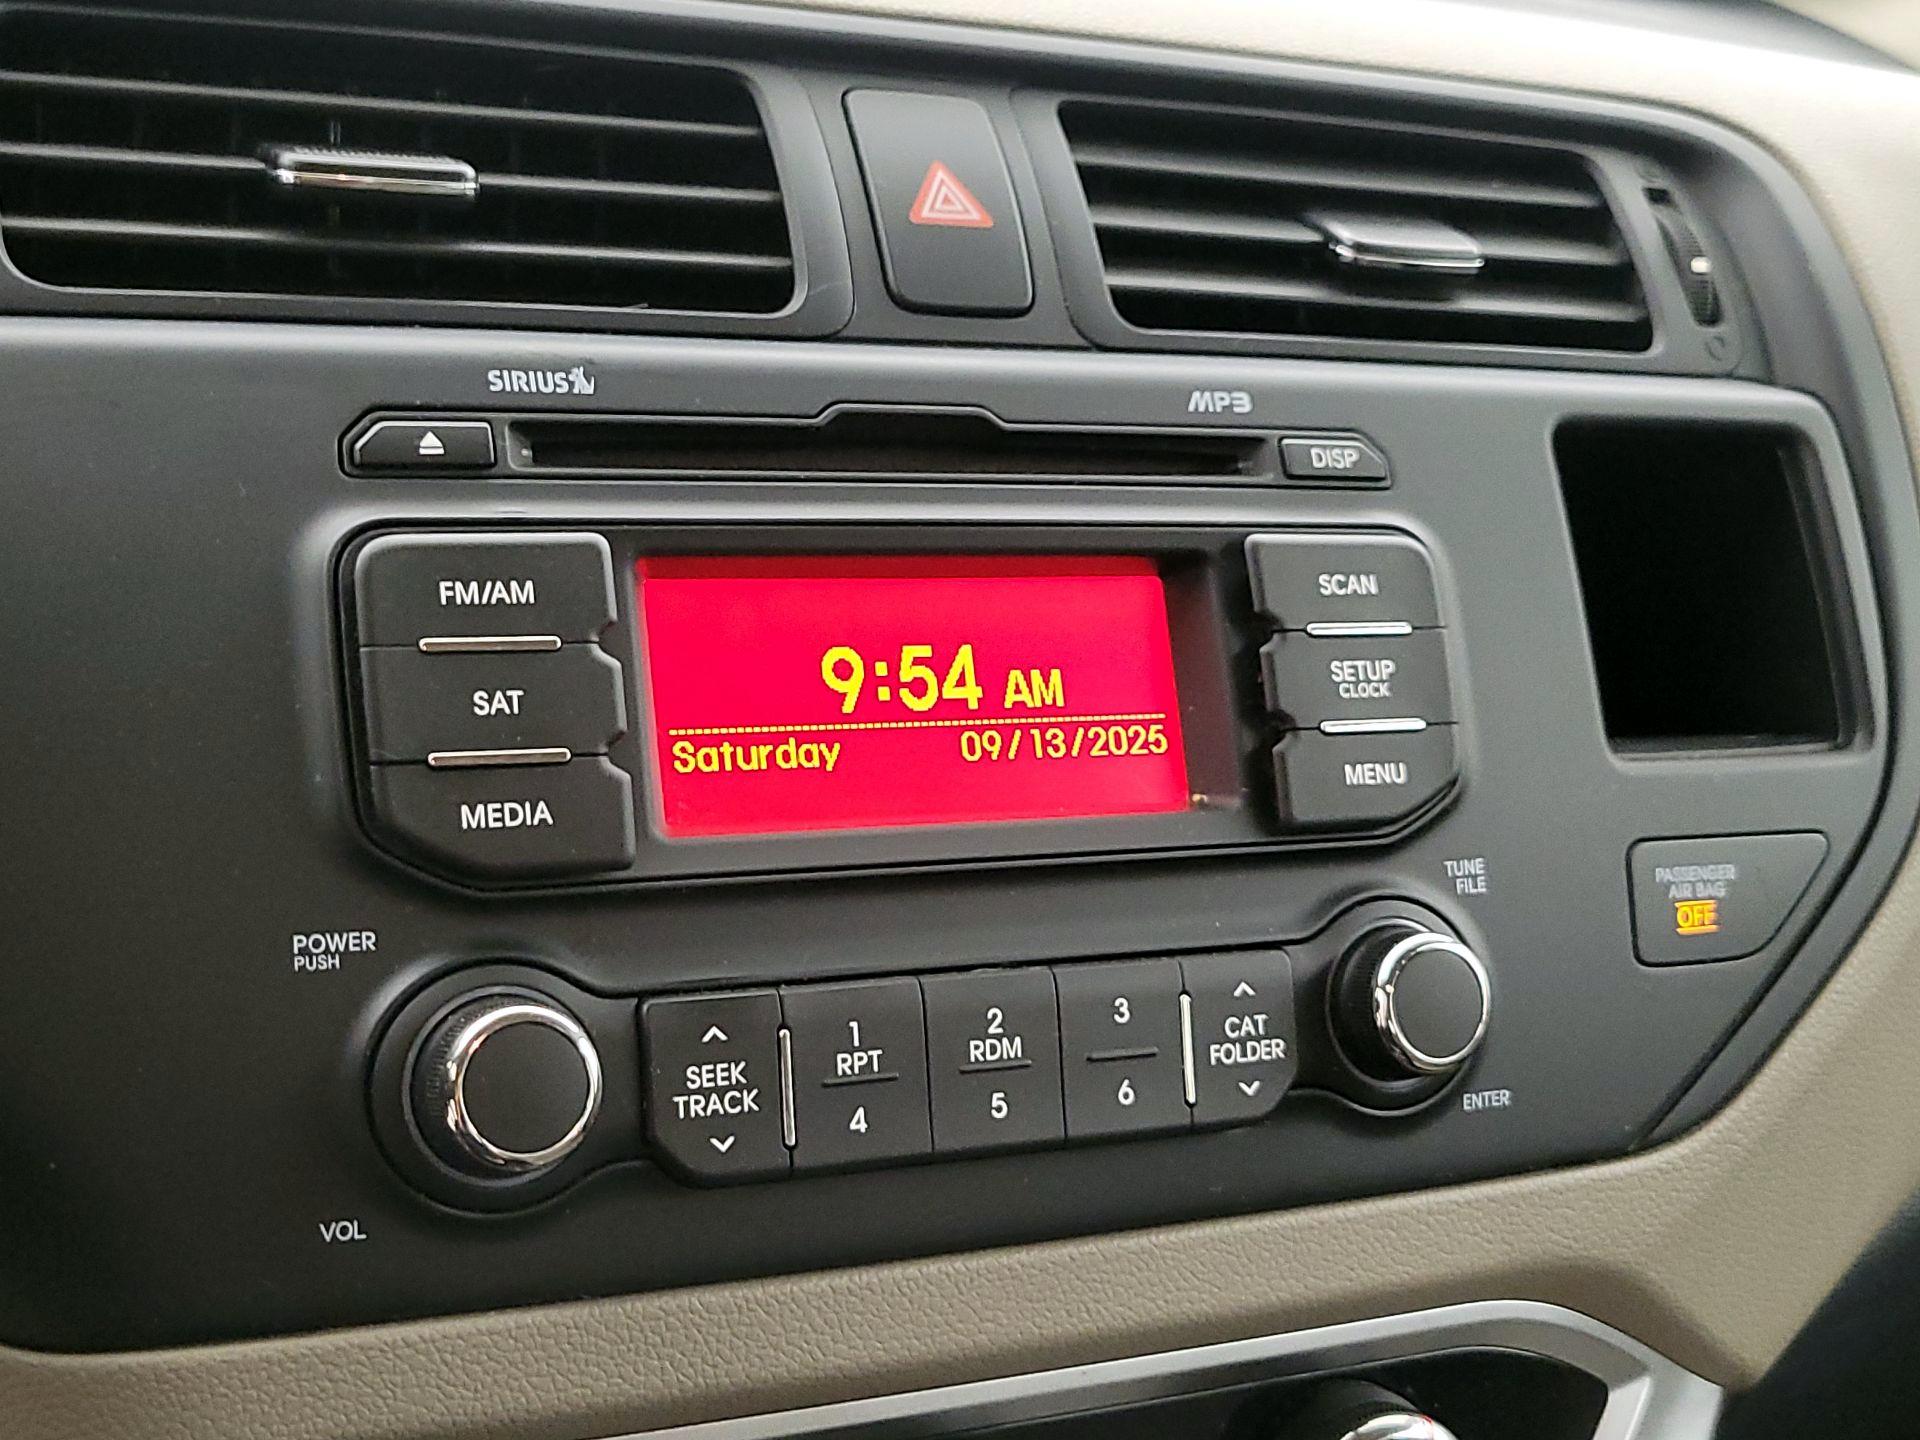 SIRIUS
MP3
DISP
FM/AM
SCAN
9:54 AM
SAT
SETUP
CLOCK
Saturday 09/13/2025
MEDIA
MENU
TUNE
FILE
PASSENGER
AIR BAG
OFF
POWER
PUSH
SEEK
TRACK
1
RPT
4
2
RDM
5
3
6
CAT
FOLDER
ENTER
VOL